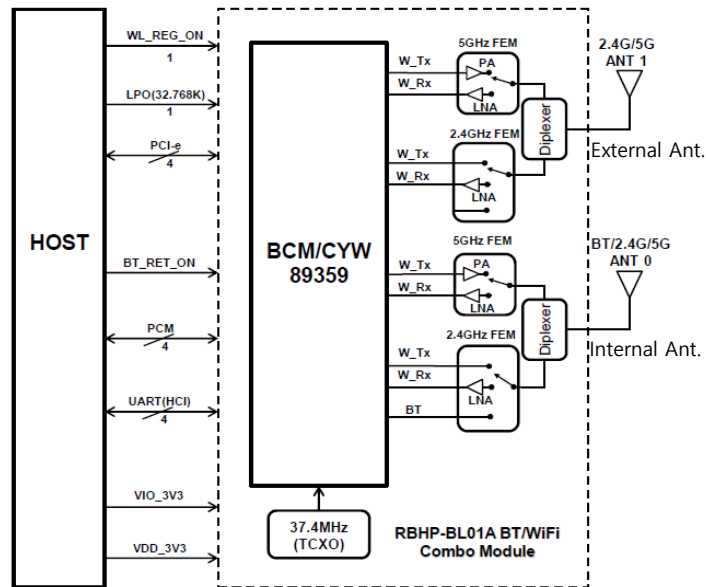 HOST
WL_REG_ON
1
LPO(32.768K)
1
PCI-e
4
BT_RET_ON
PCM
4
UART(HCI)
4
VIO_3V3
VDD_3V3
BCM/CYW
89359
37.4MHz
(TCXO)
W_Tx
W_Rx
5GHz FEM
PA
LNA
W_Tx
W_Rx
2.4GHz FEM
LNA
Diplexer
2.4G/5G
ANT 1
External Ant.
W_Tx
W_Rx
5GHz FEM
PA
LNA
W_Tx
W_Rx
BT
2.4GHz FEM
LNA
Diplexer
BT/2.4G/5G
ANT 0
Internal Ant.
RBHP-BL01A BT/WiFi
Combo Module